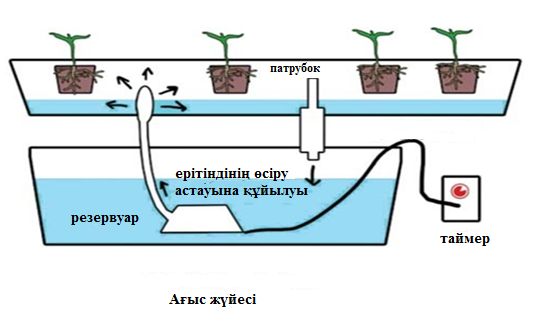 патрубок
ерітіндінің өсіру
астауына құйылуы
резервуар
таймер
Ағыс жүйесі